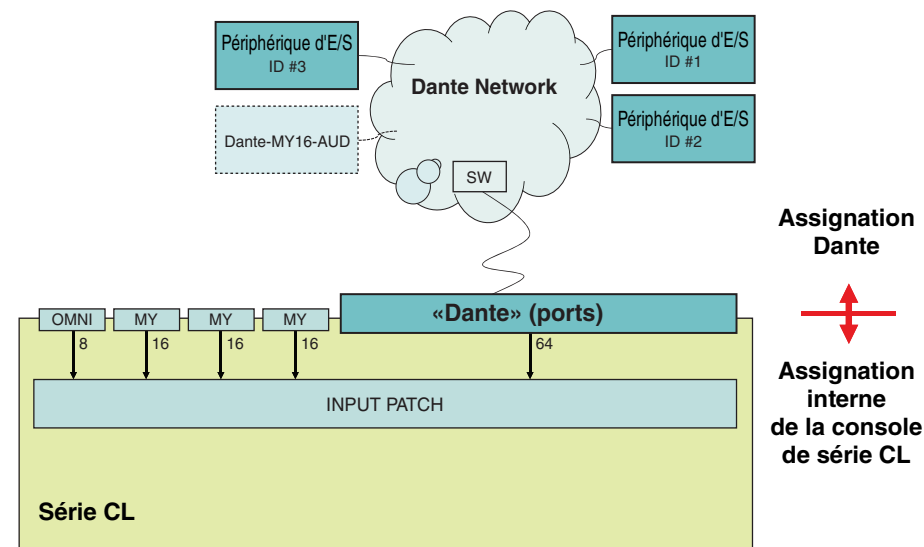 Périphérique d'E/S
ID #3
Périphérique d'E/S
ID #1
Dante Network
Dante-MY16-AUD
Périphérique d'E/S
ID #2
SW
Assignation
Dante
«Dante» (ports)
OMNI
MY
MY
MY
8
16
16
16
64
INPUT PATCH
Assignation
interne
de la console
de série CL
Série CL